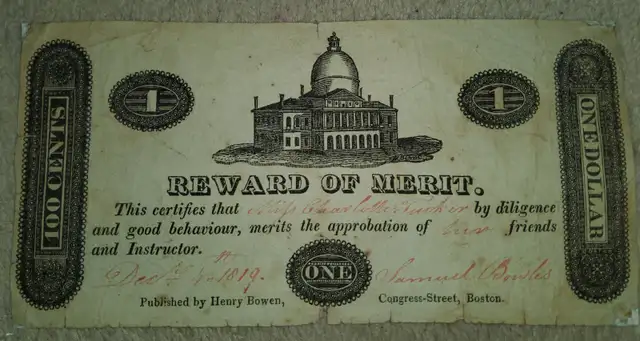 1
1
100 CENTS
ONE DOLLAR
REWARD OF MERIT.
This certifies that Miss Charlotte by diligence
and good behaviour, merits the approbation of her friends
and Instructor.
Decr 1819.
ONE
Samuel Bowles
Published by Henry Bowen, Congress-Street, Boston.